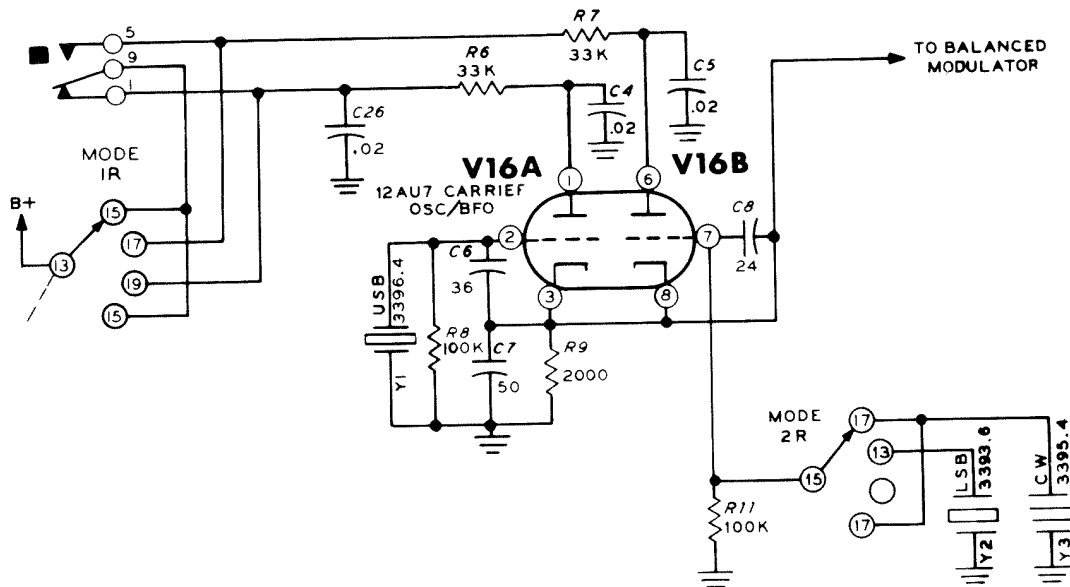 5
9
1
R7
33K
R6
33K
C5
.02
TO BALANCED
MODULATOR
C4
.02
C26
.02
MODE
1R
B+
15
17
13
19
15
V16A
V16B
12AU7 CARRIEF
OSC/BFO
1
6
2
7
3
8
C8
24
C6
36
USB
3396.4
Y1
R8
100K
C7
50
R9
2000
MODE
2R
17
13
15
17
R11
100K
LSB
3393.6
Y2
CW
3395.4
Y3